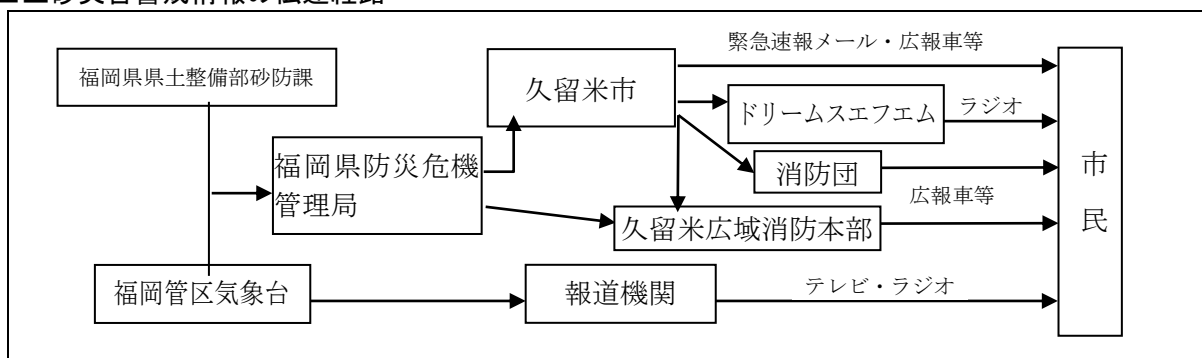 土砂災害警戒情報の伝達経路
緊急速報メール・広報車等
福岡県県土整備部砂防課
久留米市
ドリームスエフエム
ラジオ
福岡県防災危機
管理局
消防団
市民
広報車等
久留米広域消防本部
福岡管区気象台
報道機関
テレビ・ラジオ